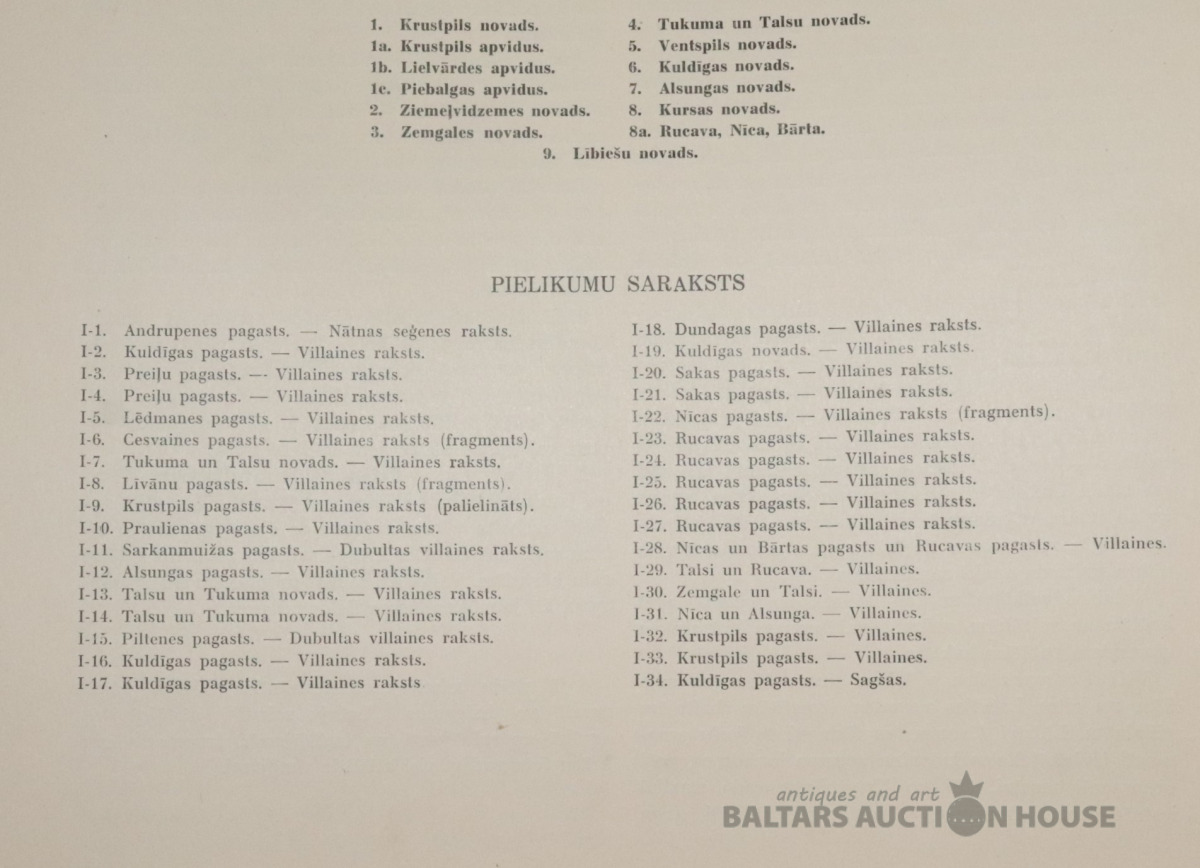 1. Krustpils novads.
1a. Krustpils apvidus.
1b. Lielvārdes apvidus.
1c. Piebalgas apvidus.
2. Ziemeļvidzemes novads.
3. Zemgales novads.
4. Tukuma un Talsu novads.
5. Ventspils novads.
6. Kuldīgas novads.
7. Alsungas novads.
8. Kursas novads.
8a. Rucava, Nīca, Bārta.
9. Lībiešu novads.
PIELIKUMU SARAKSTS
I-1. Andrupenes pagasts. — Nātnas seģenes raksts.
I-2. Kuldīgas pagasts. — Villaines raksts.
I-3. Preiļu pagasts. — Villaines raksts.
I-4. Preiļu pagasts. — Villaines raksts.
I-5. Lēdmanes pagasts. — Villaines raksts.
I-6. Cesvaines pagasts. — Villaines raksts (fragments).
I-7. Tukuma un Talsu novads. — Villaines raksts.
I-8. Līvānu pagasts. — Villaines raksts (fragments).
I-9. Krustpils pagasts. — Villaines raksts (palielināts).
I-10. Praulienas pagasts. — Villaines raksts.
I-11. Sarkanmuižas pagasts. — Dubultas villaines raksts.
I-12. Alsungas pagasts. — Villaines raksts.
I-13. Talsu un Tukuma novads. — Villaines raksts.
I-14. Talsu un Tukuma novads. — Villaines raksts.
I-15. Piltenes pagasts. — Dubultas villaines raksts.
I-16. Kuldīgas pagasts. — Villaines raksts.
I-17. Kuldīgas pagasts. — Villaines raksts
I-18. Dundagas pagasts. — Villaines raksts.
I-19. Kuldīgas novads. — Villaines raksts.
I-20. Sakas pagasts. — Villaines raksts.
I-21. Sakas pagasts. — Villaines raksts.
I-22. Nīcas pagasts. — Villaines raksts (fragments).
I-23. Rucavas pagasts. — Villaines raksts.
I-24. Rucavas pagasts. — Villaines raksts.
I-25. Rucavas pagasts. — Villaines raksts.
I-26. Rucavas pagasts. — Villaines raksts.
I-27. Rucavas pagasts. — Villaines raksts.
I-28. Nīcas un Bārtas pagasts un Rucavas pagasts. — Villaines.
I-29. Talsi un Rucava. — Villaines.
I-30. Zemgale un Talsi. — Villaines.
I-31. Nīca un Alsunga. — Villaines.
I-32. Krustpils pagasts. — Villaines.
I-33. Krustpils pagasts. — Villaines.
I-34. Kuldīgas pagasts. — Sagšas.
antiques and art
BALTARS AUCTION HOUSE